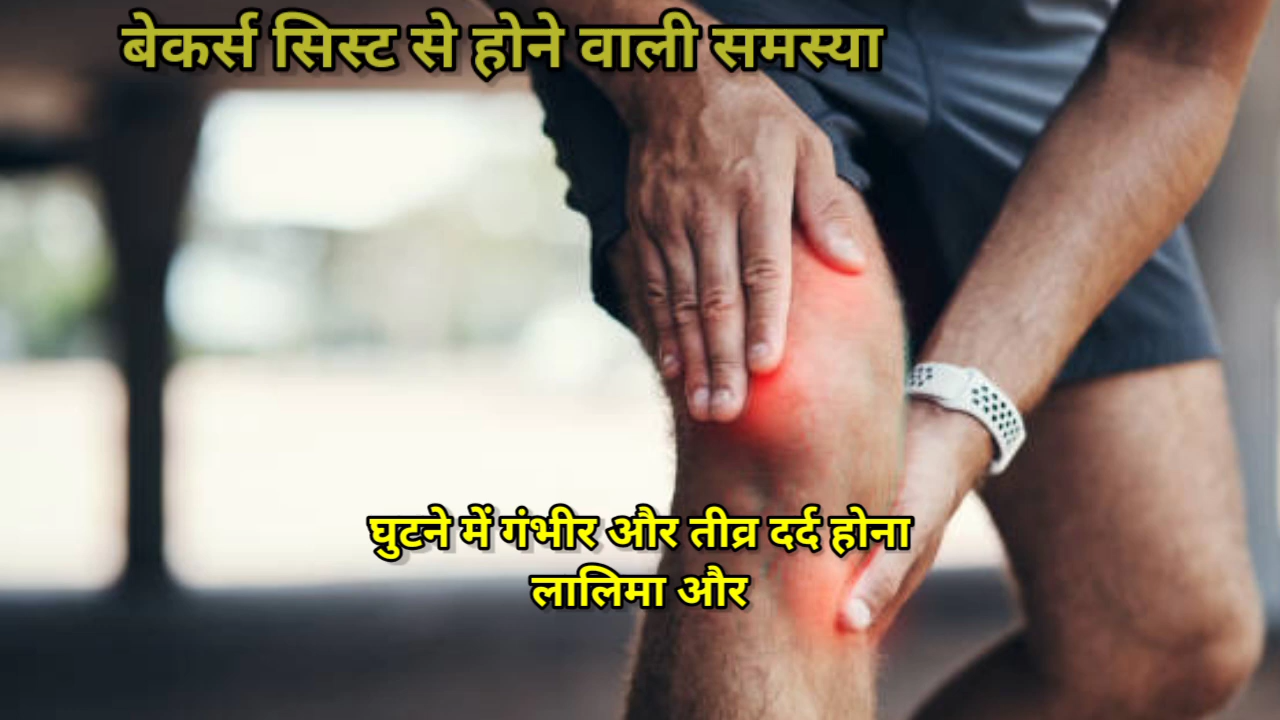 बेकर्स सिस्ट से होने वाली समस्या
घुटने में गंभीर और तीव्र दर्द होना
लालिमा और